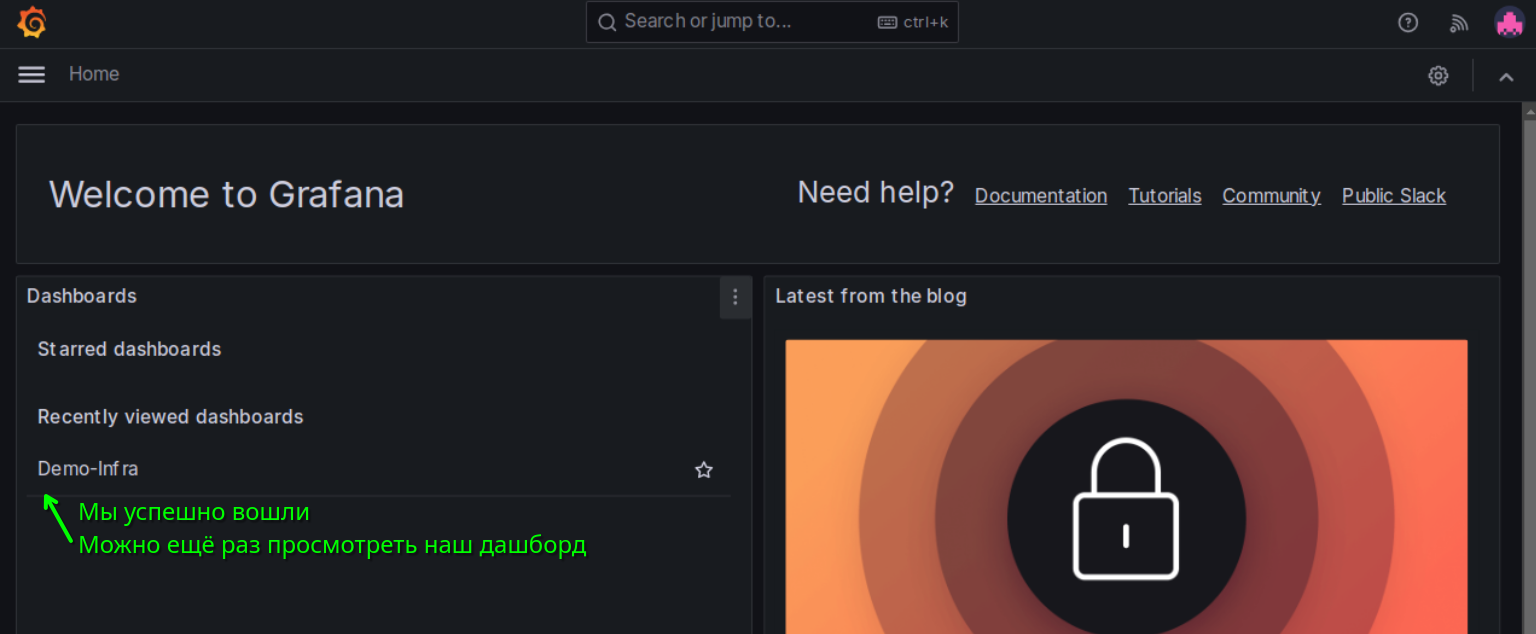 Search or jump to...
ctrl+k
Home
Welcome to Grafana
Need help? Documentation Tutorials Community Public Slack
Dashboards
Starred dashboards
Recently viewed dashboards
Demo-Infra
Мы успешно вошли
Можно ещё раз просмотреть наш дашборд
Latest from the blog